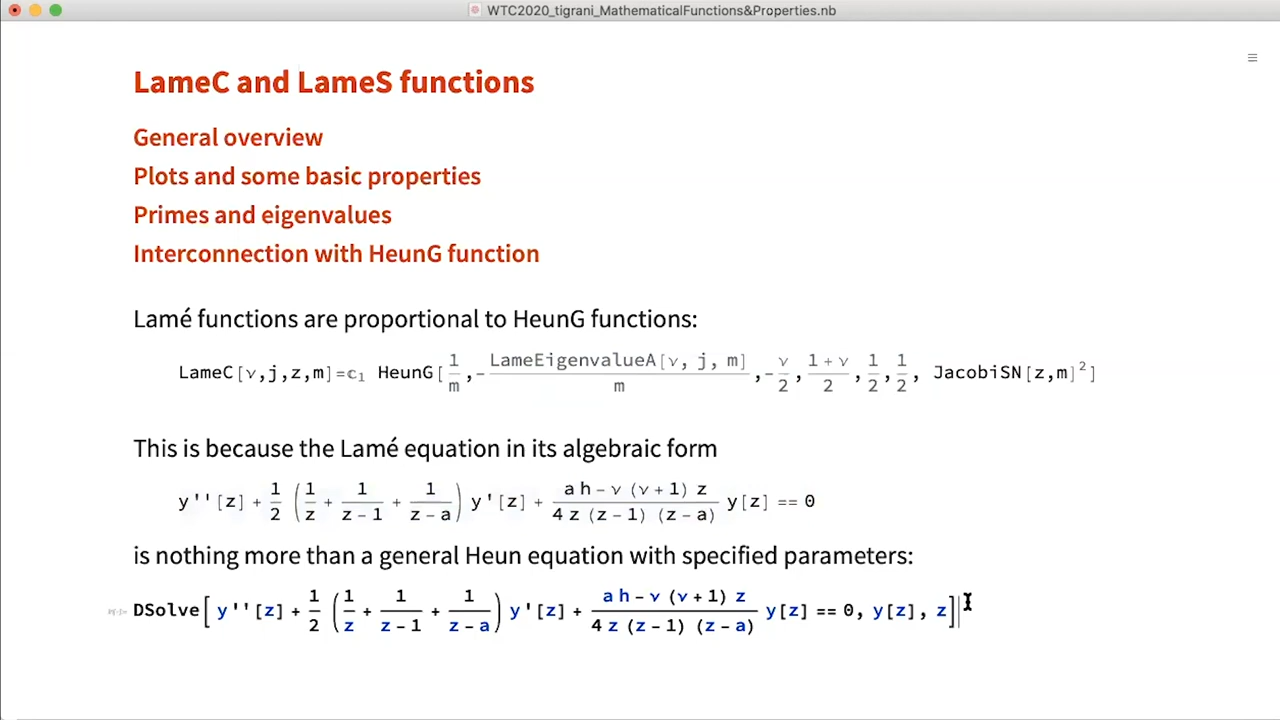 WTC2020_tigrani_MathematicalFunctions&Properties.nb
LameC and LameS functions
General overview
Plots and some basic properties
Primes and eigenvalues
Interconnection with HeunG function
Lamé functions are proportional to HeunG functions:
LameC[ν,j,z,m]=𝕔₁ HeunG[1/m,-LameEigenvalueA[ν, j, m]/m,-ν/2,(1+ν)/2,1/2,1/2, JacobiSN[z,m]²]
This is because the Lamé equation in its algebraic form
y''[z] + 1/2 (1/z + 1/(z-1) + 1/(z-a)) y'[z] + (a h - ν (ν+1) z)/(4 z (z-1) (z-a)) y[z] == 0
is nothing more than a general Heun equation with specified parameters:
DSolve[y''[z] + 1/2 (1/z + 1/(z-1) + 1/(z-a)) y'[z] + (a h - ν (ν+1) z)/(4 z (z-1) (z-a)) y[z] == 0, y[z], z]